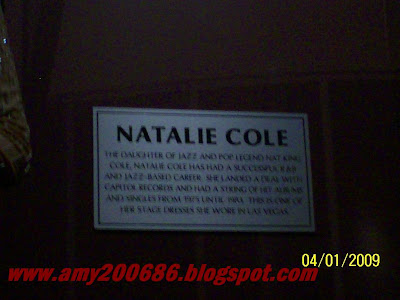 NATALIE COLE
THE DAUGHTER OF JAZZ AND POP LEGEND NAT KING
COLE, NATALIE COLE HAS HAD A SUCCESSFUL R&B
AND JAZZ-BASED CAREER. SHE LANDED A DEAL WITH
CAPITOL RECORDS AND HAD A STRING OF HIT ALBUMS
AND SINGLES FROM 1975 UNTIL THIS IS ONE OF
HER STAGE DRESSES SHE WORE IN LAS VEGAS.
04/01/2009
www.amy200686.blogspot.com